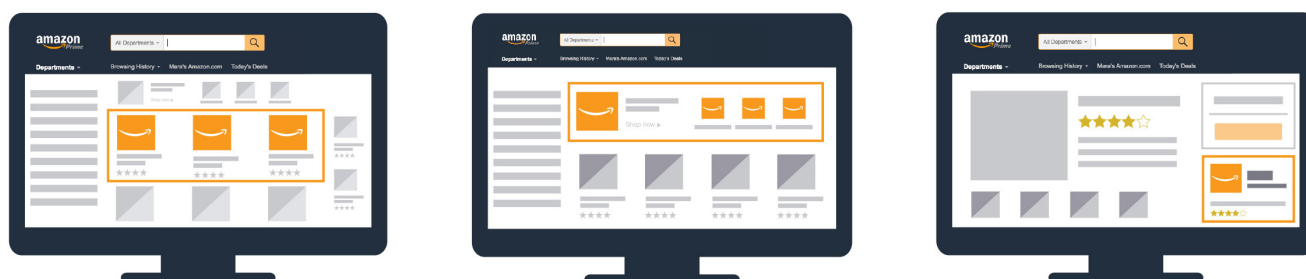 amazon
Prime
All Departments
Departments
Browsing History
Mara's Amazon.com
Today's Deals
Shop now
amazon
Prime
All Departments
Departments
Browsing History
Mara's Amazon.com
Today's Deals
Shop now
amazon
Prime
All Departments
Departments
Browsing History
Mara's Amazon.com
Today's Deals